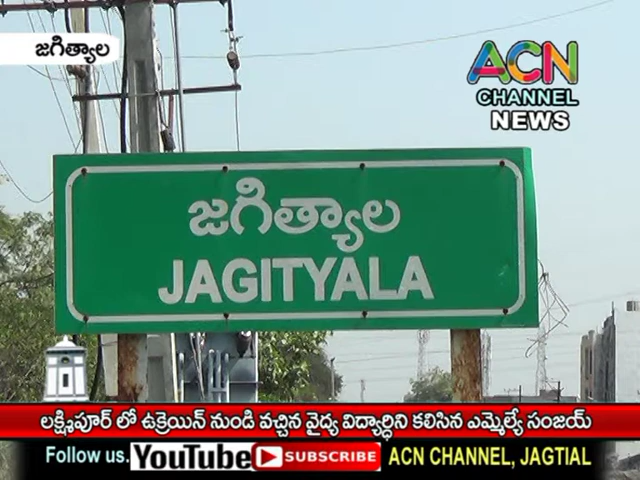 జగిత్యాల
ACN
CHANNEL
NEWS
జగిత్యాల
JAGITYALA
లక్ష్మిపూర్ లో ఉక్రెయిన్ నుండి వచ్చిన వైద్య విద్యార్థిని కలిసిన ఎమ్మెల్యే సంజయ్
Follow us. YouTube SUBSCRIBE ACN CHANNEL, JAGTIAL